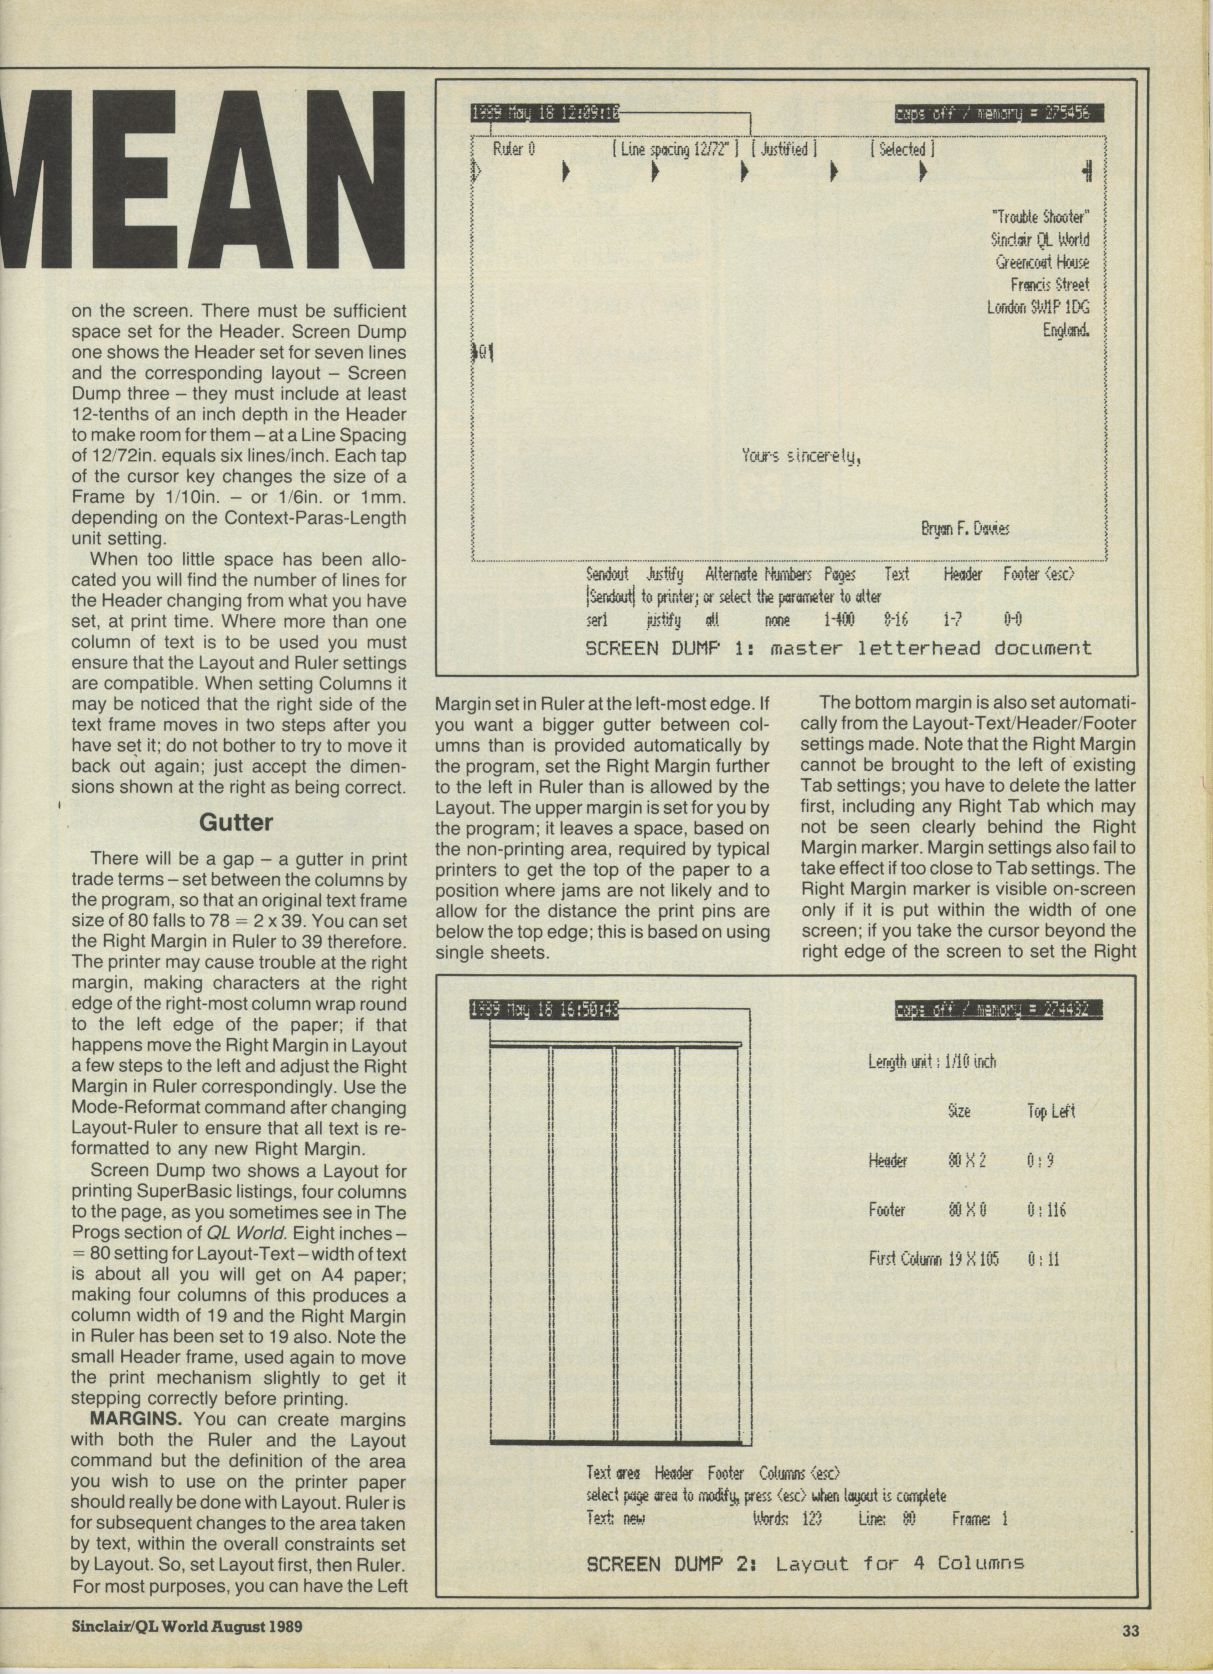 MEAN
on the screen. There must be sufficient
space set for the Header. Screen Dump
one shows the Header set for seven lines
and the corresponding layout – Screen
Dump three – they must include at least
12-tenths of an inch depth in the Header
to make room for them – at a Line Spacing
of 12/72in. equals six lines/inch. Each tap
of the cursor key changes the size of a
Frame by 1/10in. – or 1/6in. or 1mm.
depending on the Context-Paras-Length
unit setting.
When too little space has been allo-
cated you will find the number of lines for
the Header changing from what you have
set, at print time. Where more than one
column of text is to be used you must
ensure that the Layout and Ruler settings
are compatible. When setting Columns it
may be noticed that the right side of the
text frame moves in two steps after you
have set it; do not bother to try to move it
back out again; just accept the dimen-
sions shown at the right as being correct.
Gutter
There will be a gap – a gutter in print
trade terms – set between the columns by
the program, so that an original text frame
size of 80 falls to 78 = 2 x 39. You can set
the Right Margin in Ruler to 39 therefore.
The printer may cause trouble at the right
margin, making characters at the right
edge of the right-most column wrap round
to the left edge of the paper; if that
happens move the Right Margin in Layout
a few steps to the left and adjust the Right
Margin in Ruler correspondingly. Use the
Mode-Reformat command after changing
Layout-Ruler to ensure that all text is re-
formatted to any new Right Margin.
Screen Dump two shows a Layout for
printing SuperBasic listings, four columns
to the page, as you sometimes see in The
Progs section of QL World. Eight inches –
= 80 setting for Layout-Text – width of text
is about all you will get on A4 paper;
making four columns of this produces a
column width of 19 and the Right Margin
in Ruler has been set to 19 also. Note the
small Header frame, used again to move
the print mechanism slightly to get it
stepping correctly before printing.
MARGINS. You can create margins
with both the Ruler and the Layout
command but the definition of the area
you wish to use on the printer paper
should really be done with Layout. Ruler is
for subsequent changes to the area taken
by text, within the overall constraints set
by Layout. So, set Layout first, then Ruler.
For most purposes, you can have the Left
1989 May 18 12:09:16 caps off / memory = 275456
Ruler 0 [ Line spacing 12/72" ] [ Justified ] [ Selected ]
"Trouble Shooter"
Sinclair QL World
Greencoat House
Francis Street
London SW1P 1DG
England.
Yours sincerely,
Bryan F. Davies
Sendout Justify Alternate Numbers Pages Text Header Footer <esc>
|Sendout| to printer; or select the parameter to alter
ser1 justify all none 1-400 8-16 1-7 0-0
SCREEN DUMP 1: master letterhead document
Margin set in Ruler at the left-most edge. If
you want a bigger gutter between col-
umns than is provided automatically by
the program, set the Right Margin further
to the left in Ruler than is allowed by the
Layout. The upper margin is set for you by
the program; it leaves a space, based on
the non-printing area, required by typical
printers to get the top of the paper to a
position where jams are not likely and to
allow for the distance the print pins are
below the top edge; this is based on using
single sheets.
The bottom margin is also set automati-
cally from the Layout-Text/Header/Footer
settings made. Note that the Right Margin
cannot be brought to the left of existing
Tab settings; you have to delete the latter
first, including any Right Tab which may
not be seen clearly behind the Right
Margin marker. Margin settings also fail to
take effect if too close to Tab settings. The
Right Margin marker is visible on-screen
only if it is put within the width of one
screen; if you take the cursor beyond the
right edge of the screen to set the Right
1989 May 18 16:50:43 caps off / memory = 274432
Length unit : 1/10 inch
Size Top Left
Header 80 X 2 0 : 9
Footer 80 X 0 0 : 116
First Column 19 X 105 0 : 11
Text area Header Footer Columns <esc>
select page area to modify, press <esc> when layout is complete
Text: new Words: 123 Line: 80 Frame: 1
SCREEN DUMP 2: Layout for 4 Columns
Sinclair/QL World August 1989
33